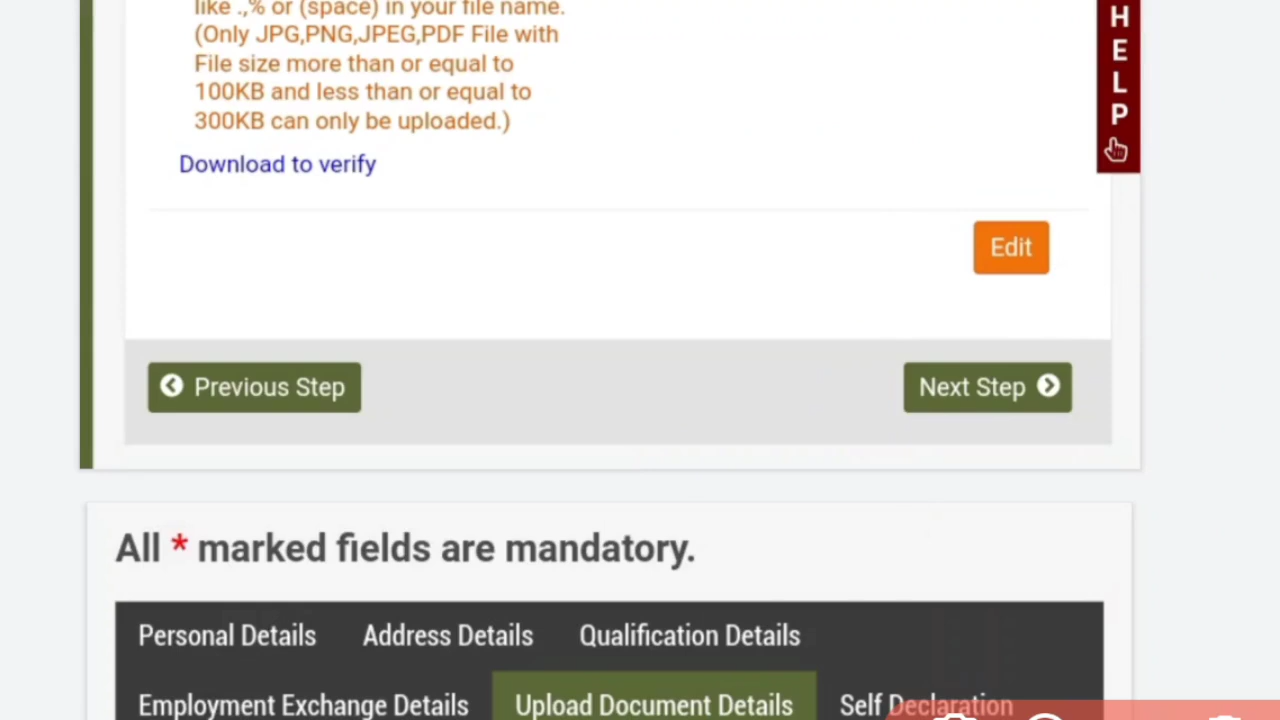 like .,% or (space) in your file name.
(Only JPG,PNG,JPEG,PDF File with
File size more than or equal to
100KB and less than or equal to
300KB can only be uploaded.)
Download to verify
HELP
Edit
Previous Step
Next Step
All * marked fields are mandatory.
Personal Details Address Details Qualification Details
Employment Exchange Details Upload Document Details Self Declaration